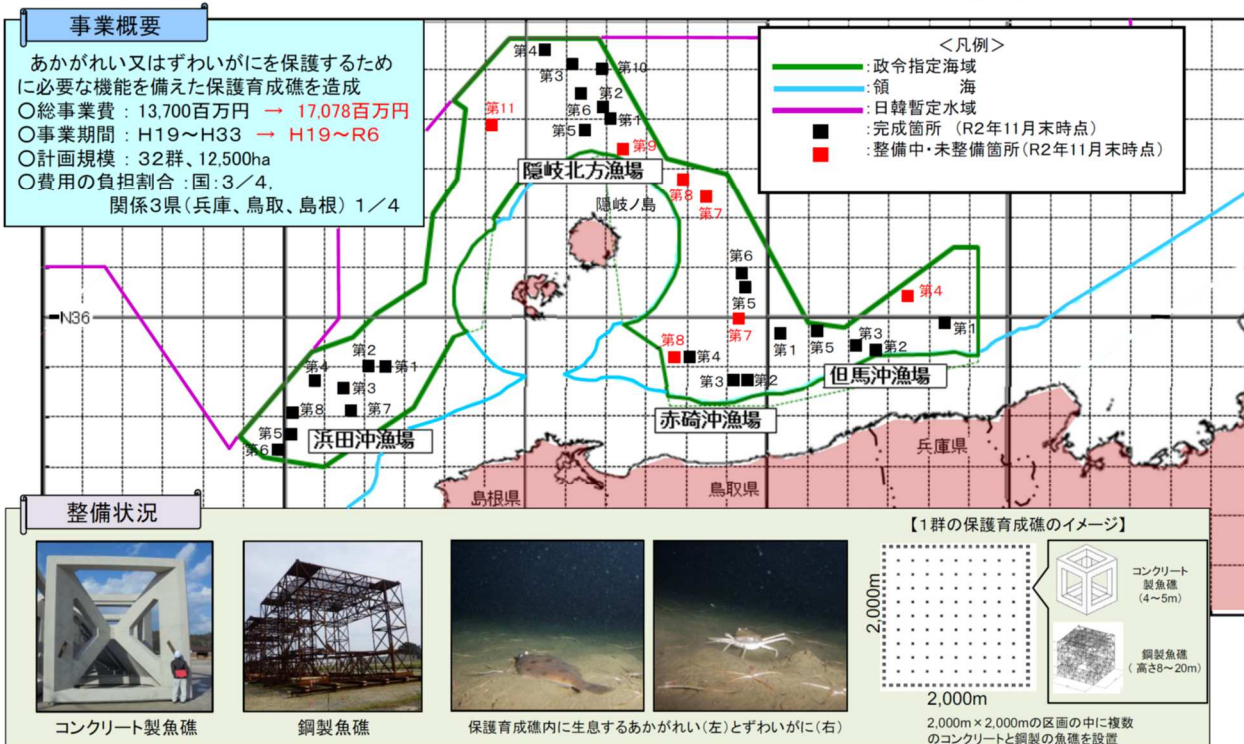 事業概要
あかがれい又はずわいがにを保護するため
に必要な機能を備えた保護育成礁を造成
○総事業費：13,700百万円 → 17,078百万円
○事業期間：H19～H33 → H19～R6
○計画規模：32群、12,500ha
○費用の負担割合：国：3／4，
関係3県（兵庫、鳥取、島根）1／4
＜凡例＞
：政令指定海域
：領　　海
：日韓暫定水域
：完成箇所 （R2年11月末時点）
：整備中・未整備箇所（R2年11月末時点）
第4
第3
第10
第11
第2
第6
第1
第5
第9
隠岐北方漁場
第8
第7
隠岐ノ島
第6
第5
第4
N36
第7
第1
第5
第3
第2
第1
第8
第4
但馬沖漁場
第3
第2
赤碕沖漁場
第2
第1
第4
第3
第8
第7
第5
第6
浜田沖漁場
兵庫県
鳥取県
島根県
整備状況
コンクリート製魚礁
鋼製魚礁
保護育成礁内に生息するあかがれい（左）とずわいがに（右）
【１群の保護育成礁のイメージ】
2,000m
2,000m
コンクリート
製魚礁
（4～5m）
鋼製魚礁
（高さ8～20m）
2,000m×2,000mの区画の中に複数
のコンクリートと鋼製の魚礁を設置